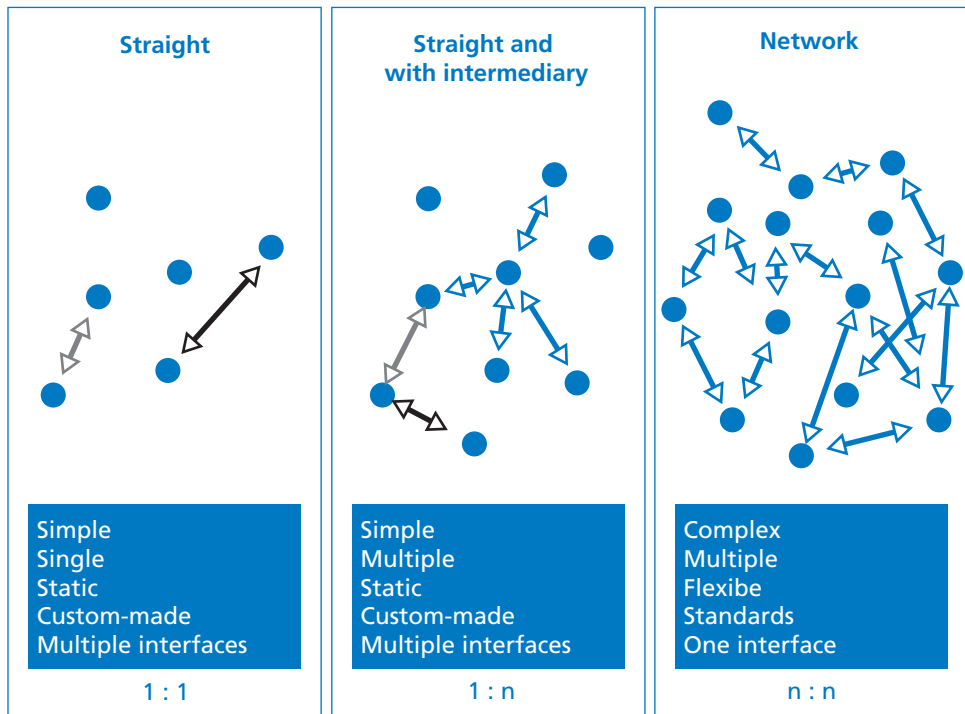 Straight
Simple
Single
Static
Custom-made
Multiple interfaces
1 : 1
Straight and
with intermediary
Simple
Multiple
Static
Custom-made
Multiple interfaces
1 : n
Network
Complex
Multiple
Flexibe
Standards
One interface
n : n